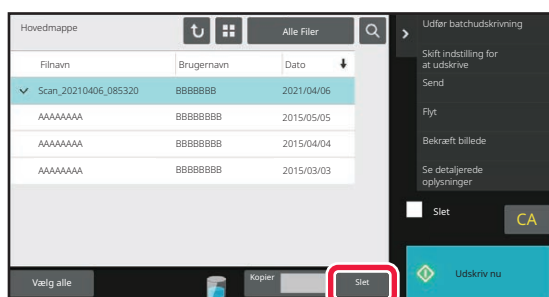 Hovedmappe
Alle Filer
Filnavn Brugernavn Dato
Scan_20210406_085320 BBBBBBB 2021/04/06
AAAAAAAA BBBBBBBB 2015/05/05
AAAAAAAA BBBBBBBB 2015/04/04
AAAAAAAA BBBBBBBB 2015/03/03
Vælg alle
Kopier
Slet
Udfør batchudskrivning
Skift indstilling for
at udskrive
Send
Flyt
Bekræft billede
Se detaljerede
oplysninger
Slet
CA
Udskriv nu